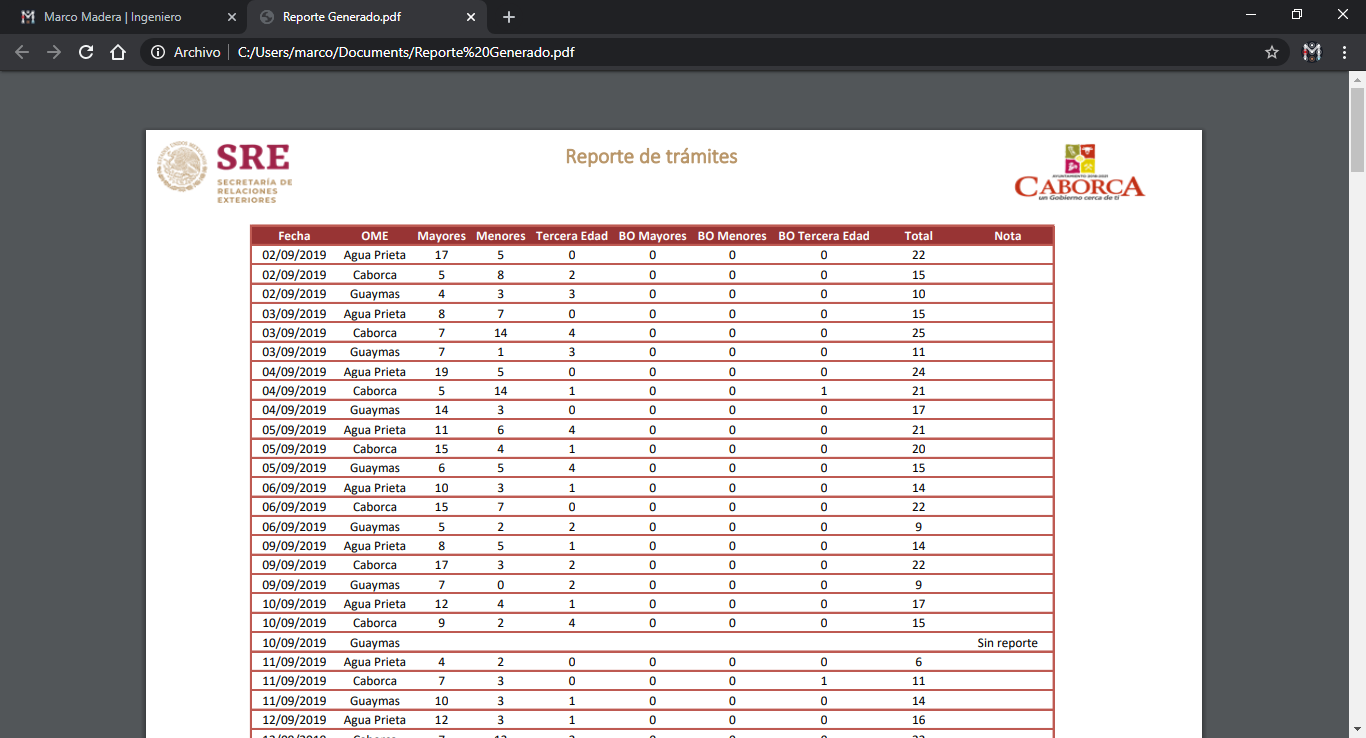 Marco Madera | Ingeniero
Reporte Generado.pdf
Archivo C:/Users/marco/Documents/Reporte%20Generado.pdf
SRE
SECRETARÍA DE
RELACIONES
EXTERIORES
Reporte de trámites
CABORCA
un Gobierno cerca de ti
Fecha OME Mayores Menores Tercera Edad BO Mayores BO Menores BO Tercera Edad Total Nota
02/09/2019 Agua Prieta 17 5 0 0 0 0 22
02/09/2019 Caborca 5 8 2 0 0 0 15
02/09/2019 Guaymas 4 3 3 0 0 0 10
03/09/2019 Agua Prieta 8 7 0 0 0 0 15
03/09/2019 Caborca 7 14 4 0 0 0 25
03/09/2019 Guaymas 7 1 3 0 0 0 11
04/09/2019 Agua Prieta 19 5 0 0 0 0 24
04/09/2019 Caborca 5 14 1 0 0 1 21
04/09/2019 Guaymas 14 3 0 0 0 0 17
05/09/2019 Agua Prieta 11 6 4 0 0 0 21
05/09/2019 Caborca 15 4 1 0 0 0 20
05/09/2019 Guaymas 6 5 4 0 0 0 15
06/09/2019 Agua Prieta 10 3 1 0 0 0 14
06/09/2019 Caborca 15 7 0 0 0 0 22
06/09/2019 Guaymas 5 2 2 0 0 0 9
09/09/2019 Agua Prieta 8 5 1 0 0 0 14
09/09/2019 Caborca 17 3 2 0 0 0 22
09/09/2019 Guaymas 7 0 2 0 0 0 9
10/09/2019 Agua Prieta 12 4 1 0 0 0 17
10/09/2019 Caborca 9 2 4 0 0 0 15
10/09/2019 Guaymas Sin reporte
11/09/2019 Agua Prieta 4 2 0 0 0 0 6
11/09/2019 Caborca 7 3 0 0 0 1 11
11/09/2019 Guaymas 10 3 1 0 0 0 14
12/09/2019 Agua Prieta 12 3 1 0 0 0 16